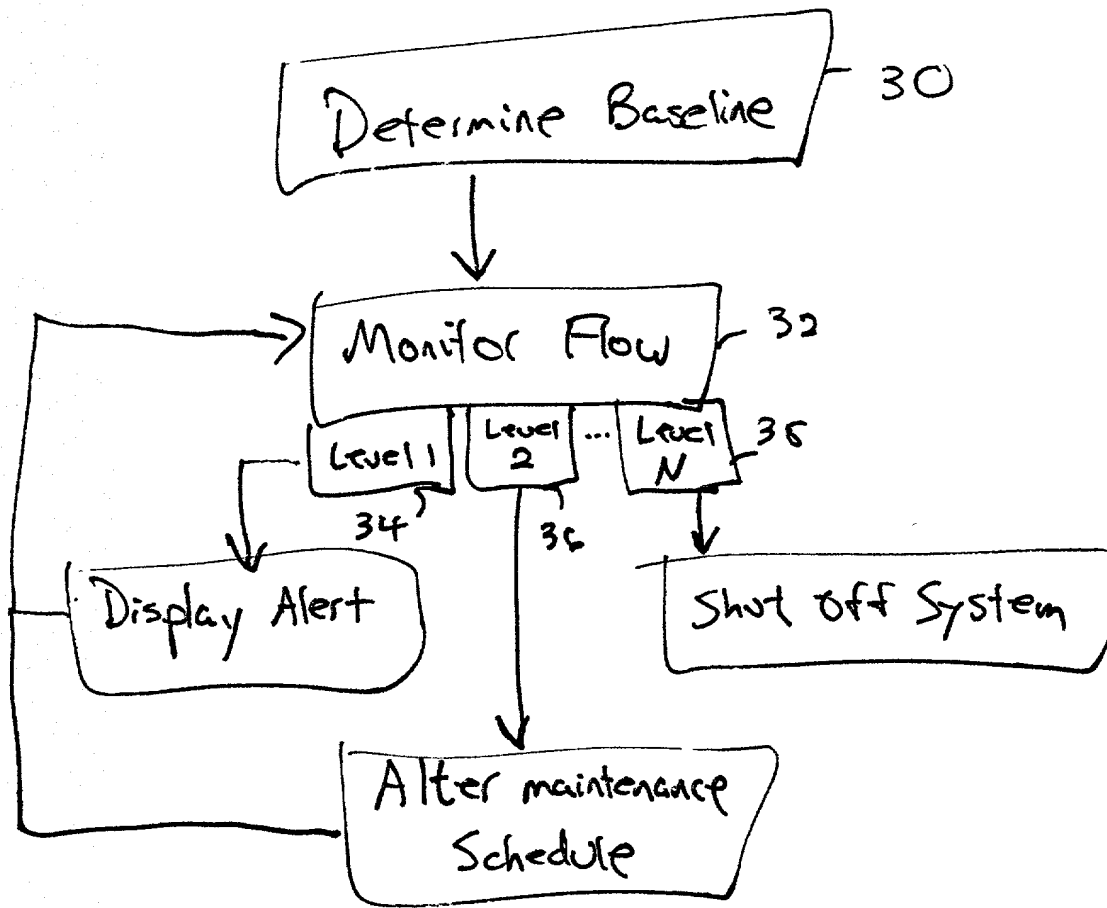 Determine Baseline
30
Monitor Flow
32
Level 1
Level
2
...
Level
N
34
36
Display Alert
Shut Off System
Alter maintenance
Schedule